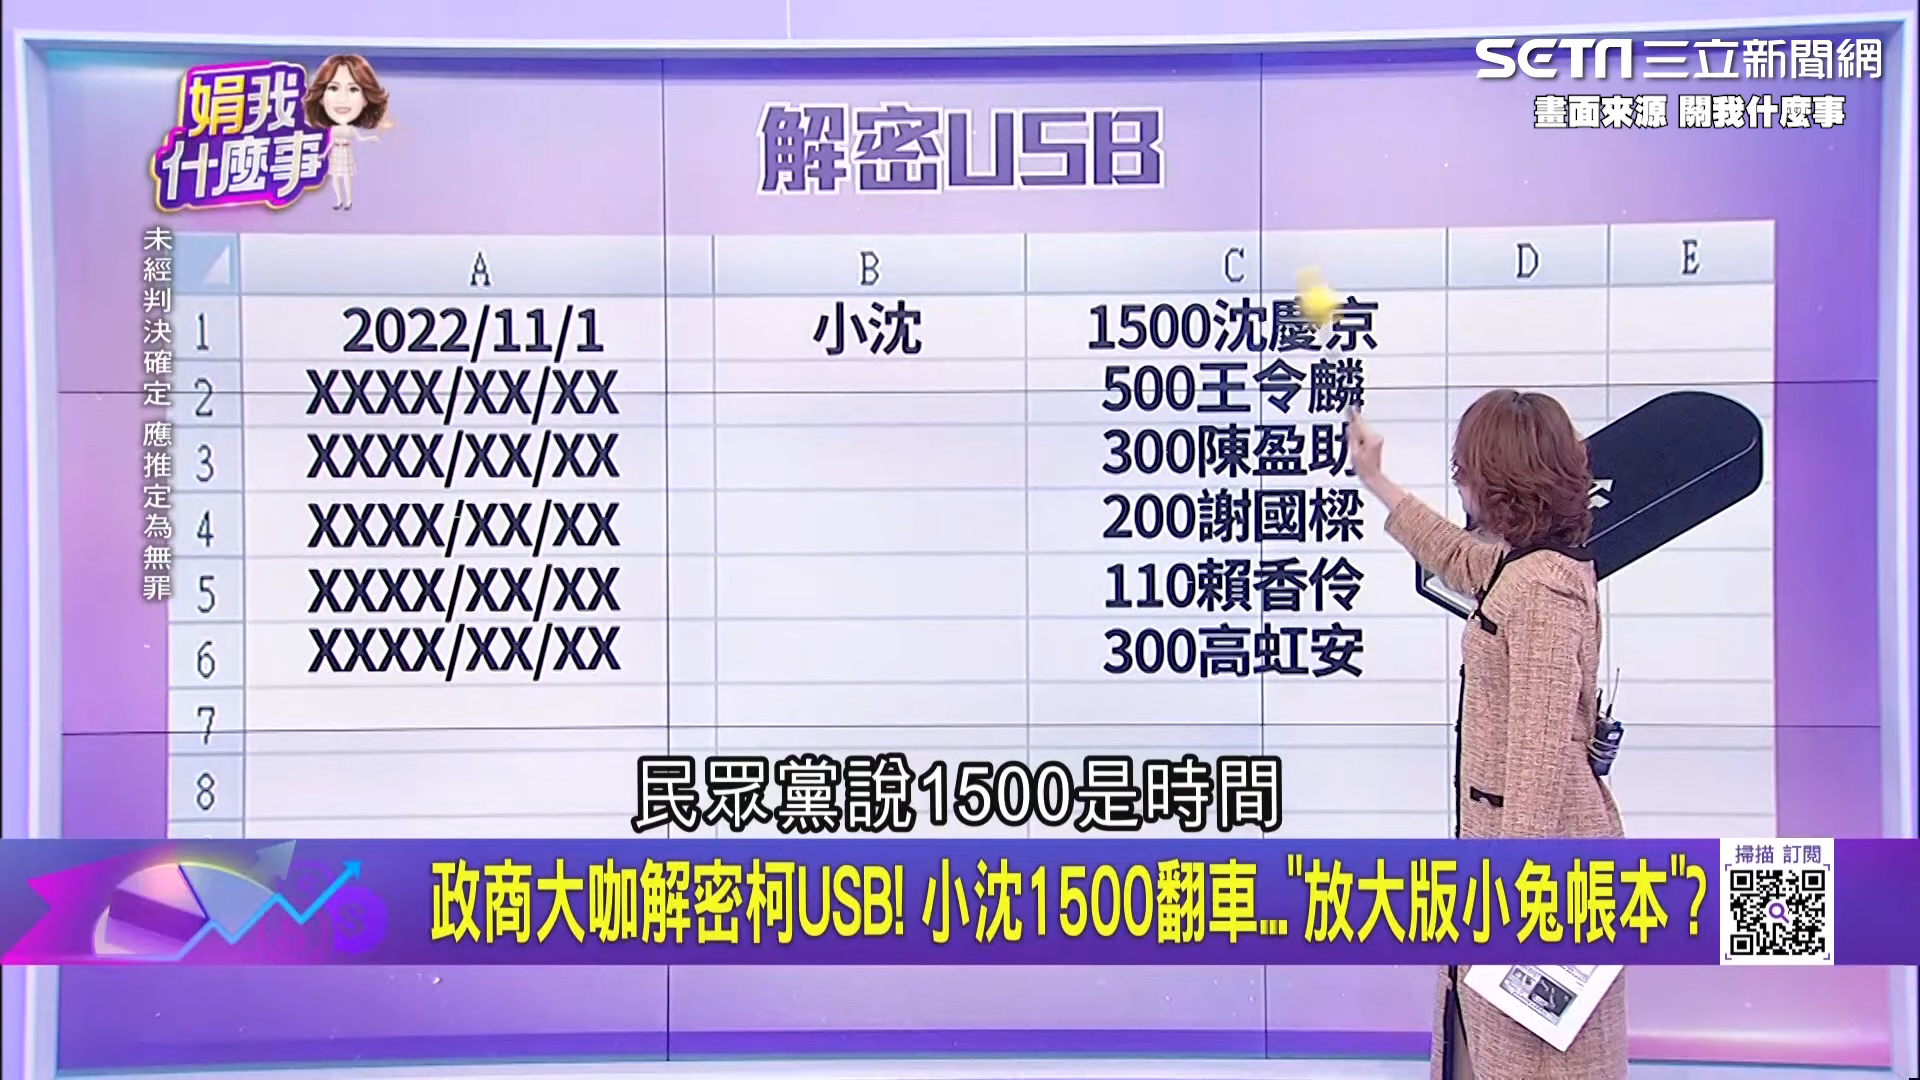 SETN三立新聞網
畫面來源 關我什麼事
娟我
什麼事
解密USB
未經判決確定 應推定為無罪
A B C D E
1 2022/11/1 小沈 1500沈慶京
2 XXXX/XX/XX 500王令麟
3 XXXX/XX/XX 300陳盈助
4 XXXX/XX/XX 200謝國樑
5 XXXX/XX/XX 110賴香伶
6 XXXX/XX/XX 300高虹安
7
8
民眾黨說1500是時間
政商大咖解密柯USB! 小沈1500翻車..."放大版小兔帳本"?
掃描 訂閱